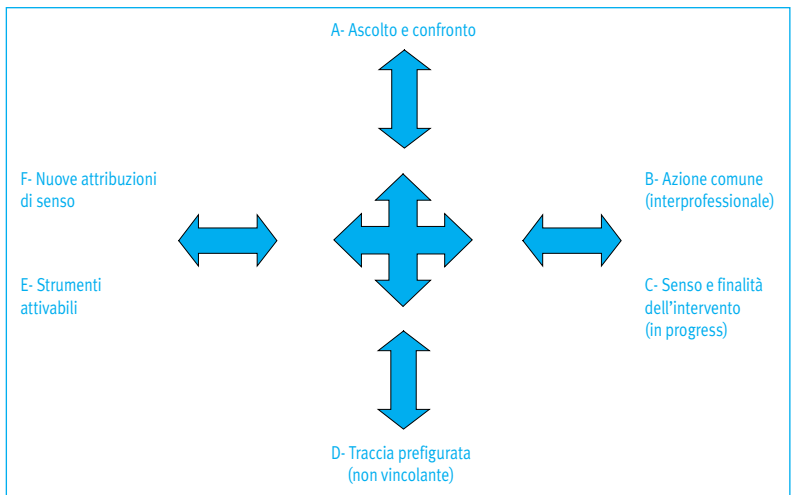 A- Ascolto e confronto
F- Nuove attribuzioni
di senso
B- Azione comune
(interprofessionale)
E- Strumenti
attivabili
C- Senso e finalità
dell'intervento
(in progress)
D- Traccia prefigurata
(non vincolante)